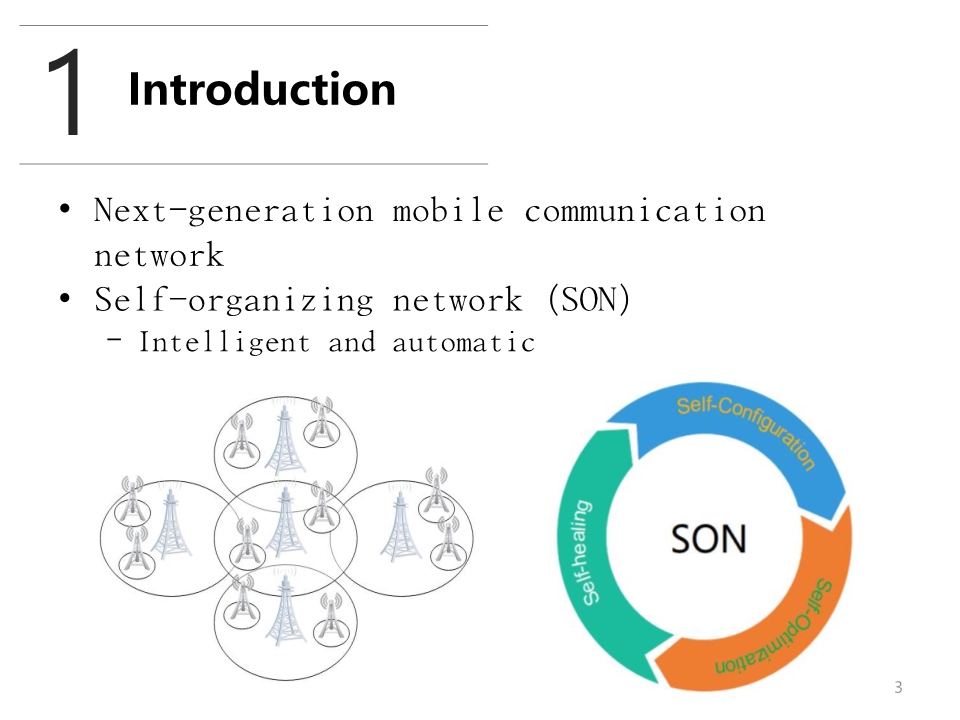 1
Introduction
• Next-generation mobile communication
network
• Self-organizing network (SON)
– Intelligent and automatic
Self-Configuration
Self-healing
SON
Self-Optimization
3